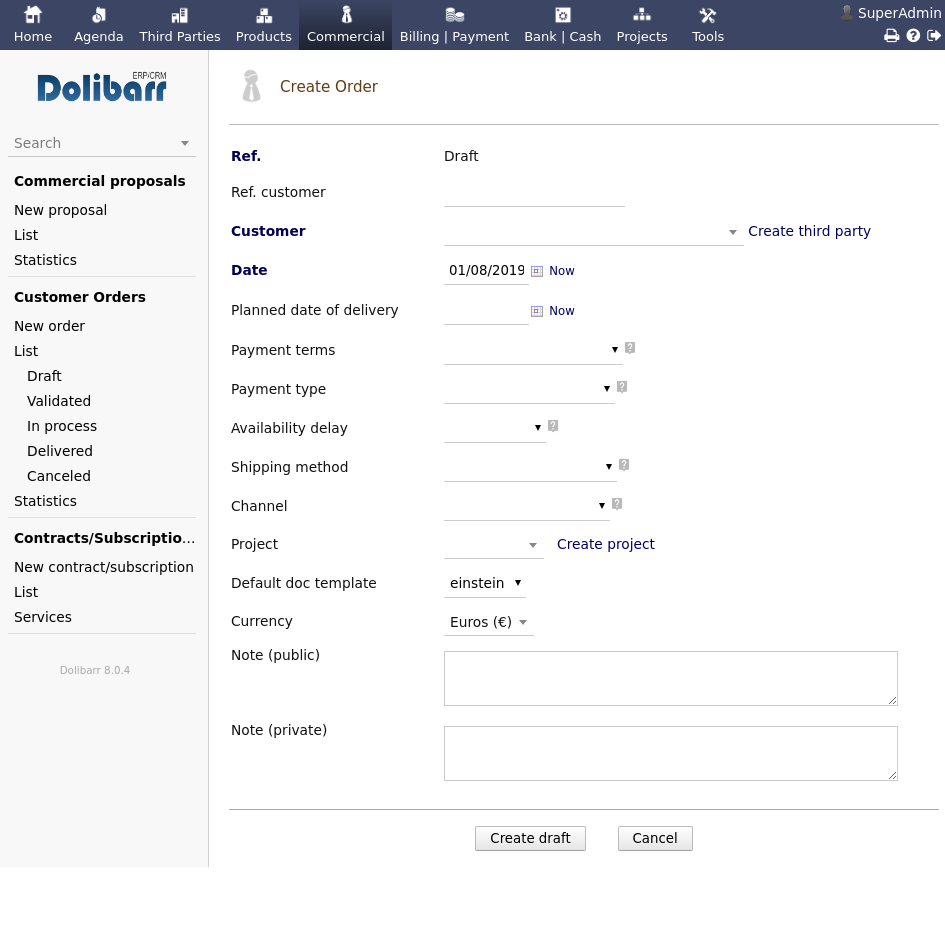 Home
Agenda
Third Parties
Products
Commercial
Billing | Payment
Bank | Cash
Projects
Tools
SuperAdmin
ERP/CRM
Dolibarr
Search
Commercial proposals
New proposal
List
Statistics
Customer Orders
New order
List
Draft
Validated
In process
Delivered
Canceled
Statistics
Contracts/Subscriptio...
New contract/subscription
List
Services
Dolibarr 8.0.4
Create Order
Ref. Draft
Ref. customer
Customer Create third party
Date 01/08/2019 Now
Planned date of delivery Now
Payment terms
Payment type
Availability delay
Shipping method
Channel
Project Create project
Default doc template einstein
Currency Euros (€)
Note (public)
Note (private)
Create draft Cancel